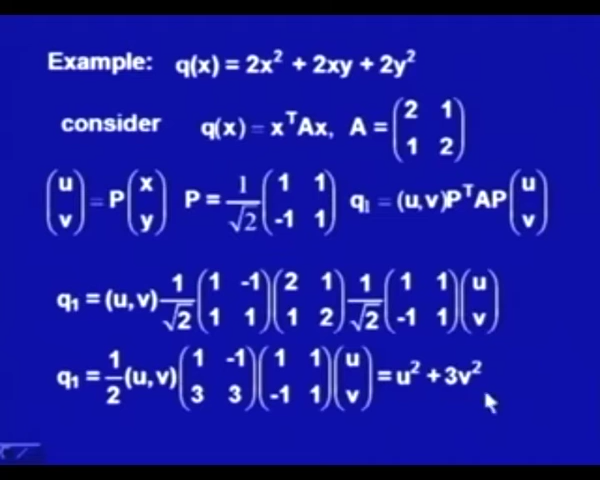 Example: q(x) = 2x² + 2xy + 2y²
consider q(x) = xᵀAx, A = (2 1; 1 2)
(u; v) = P (x; y) P = 1/√2 (1 1; -1 1) q₁ = (u, v)PᵀAP (u; v)
q₁ = (u, v) 1/√2 (1 -1; 1 1)(2 1; 1 2) 1/√2 (1 1; -1 1)(u; v)
q₁ = 1/2 (u, v)(1 -1; 3 3)(1 1; -1 1)(u; v) = u² + 3v²